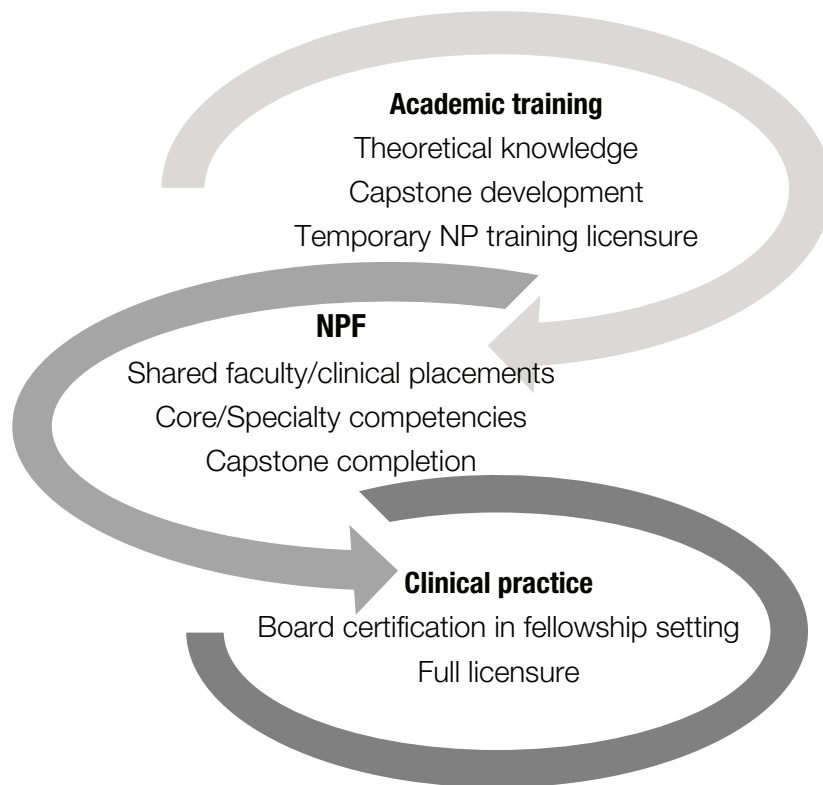 Academic training
Theoretical knowledge
Capstone development
Temporary NP training licensure
NPF
Shared faculty/clinical placements
Core/Specialty competencies
Capstone completion
Clinical practice
Board certification in fellowship setting
Full licensure